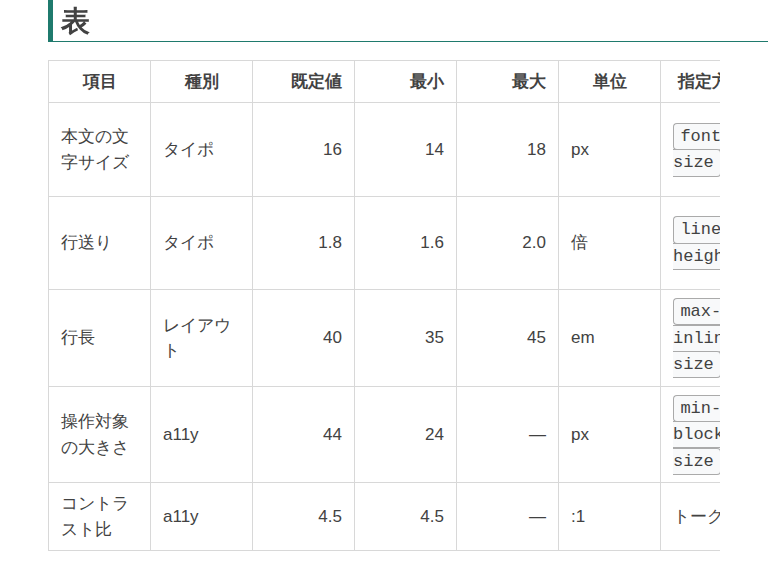 表
項目 種別 既定値 最小 最大 単位 指定
本文の文
字サイズ タイポ 16 14 18 px font
size
行送り タイポ 1.8 1.6 2.0 倍 line
heigh
行長 レイアウ
ト 40 35 45 em max-
inlin
size
操作対象
の大きさ a11y 44 24 — px min-
block
size
コントラ
スト比 a11y 4.5 4.5 — :1 トーク